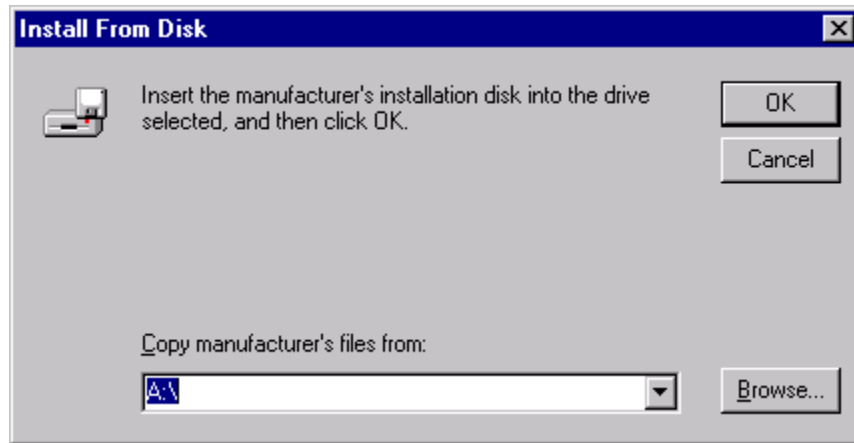 Install From Disk
Insert the manufacturer's installation disk into the drive
selected, and then click OK.
OK
Cancel
Copy manufacturer's files from:
A:\
Browse...